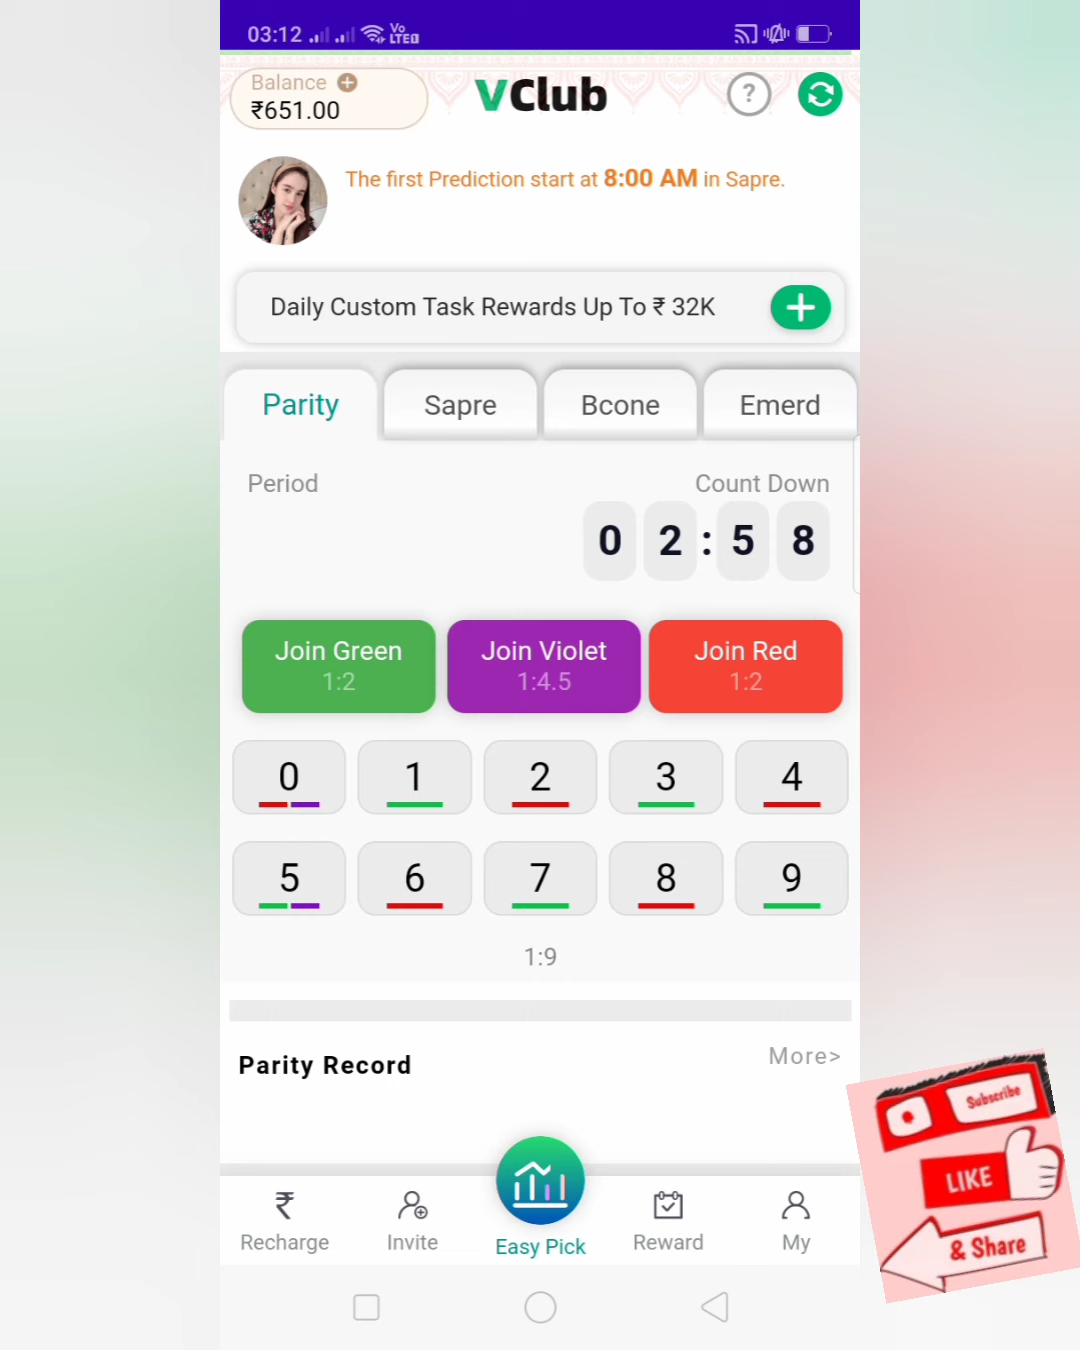 03:12 Vo LTE
Balance
₹651.00
VClub
?
The first Prediction start at 8:00 AM in Sapre.
Daily Custom Task Rewards Up To ₹ 32K
Parity Sapre Bcone Emerd
Period Count Down
0 2 : 5 8
Join Green Join Violet Join Red
1:2 1:4.5 1:2
0 1 2 3 4
5 6 7 8 9
1:9
Parity Record More>
Subscribe
LIKE
& Share
Recharge Invite Easy Pick Reward My